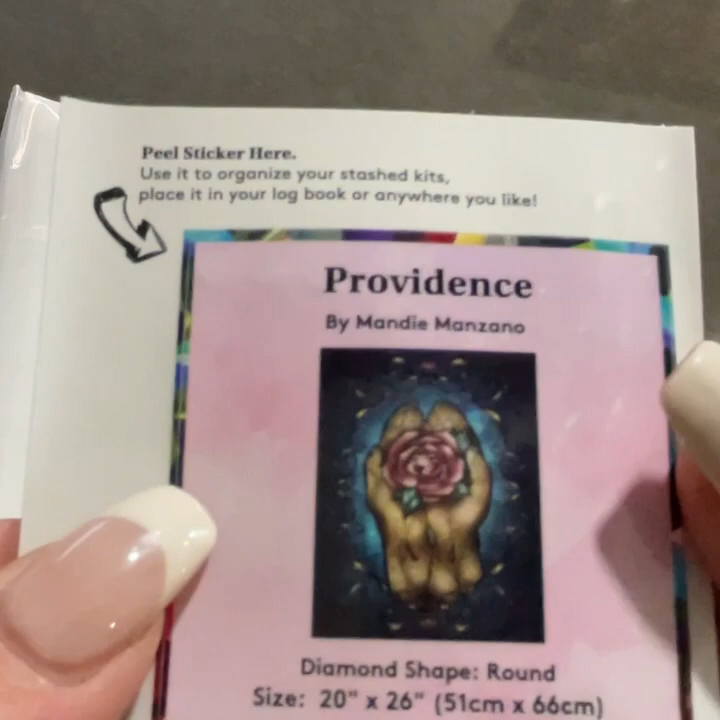 Peel Sticker Here.
Use it to organize your stashed kits,
place it in your log book or anywhere you like!
Providence
By Mandie Manzano
Diamond Shape: Round
Size: 20" x 26" (51cm x 66cm)